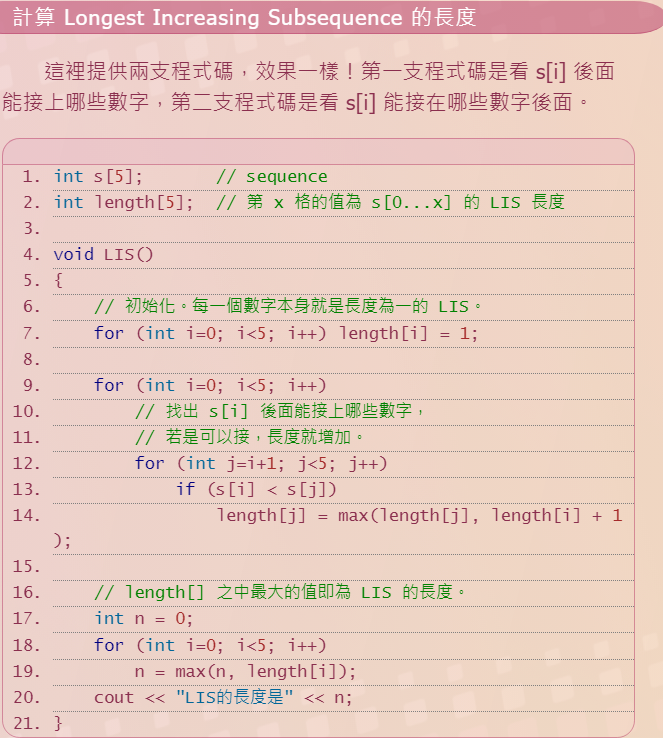 計算 Longest Increasing Subsequence 的長度
這裡提供兩支程式碼，效果一樣！第一支程式碼是看 s[i] 後面
能接上哪些數字，第二支程式碼是看 s[i] 能接在哪些數字後面。
1. int s[5];        // sequence
2. int length[5];  // 第 x 格的值為 s[0...x] 的 LIS 長度
3.
4. void LIS()
5. {
6.     // 初始化。每一個數字本身就是長度為一的 LIS。
7.     for (int i=0; i<5; i++) length[i] = 1;
8.
9.     for (int i=0; i<5; i++)
10.         // 找出 s[i] 後面能接上哪些數字，
11.         // 若是可以接，長度就增加。
12.         for (int j=i+1; j<5; j++)
13.             if (s[i] < s[j])
14.                 length[j] = max(length[j], length[i] + 1
);
15.
16.     // length[] 之中最大的值即為 LIS 的長度。
17.     int n = 0;
18.     for (int i=0; i<5; i++)
19.         n = max(n, length[i]);
20.     cout << "LIS的長度是" << n;
21. }